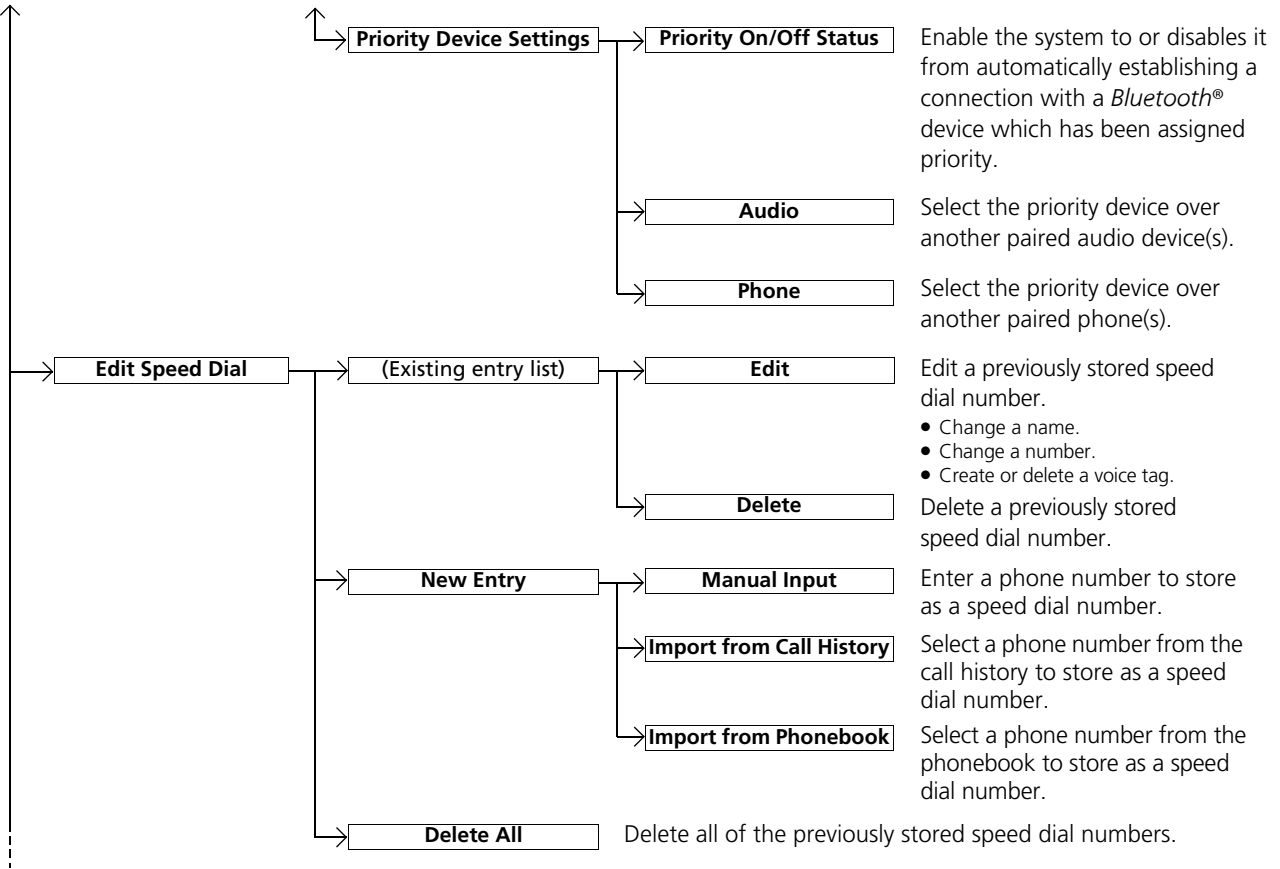 Priority Device Settings
Priority On/Off Status
Enable the system to or disables it
from automatically establishing a
connection with a Bluetooth®
device which has been assigned
priority.
Audio
Select the priority device over
another paired audio device(s).
Phone
Select the priority device over
another paired phone(s).
Edit Speed Dial
(Existing entry list)
Edit
Edit a previously stored speed
dial number.
● Change a name.
● Change a number.
● Create or delete a voice tag.
Delete
Delete a previously stored
speed dial number.
New Entry
Manual Input
Enter a phone number to store
as a speed dial number.
Import from Call History
Select a phone number from the
call history to store as a speed
dial number.
Import from Phonebook
Select a phone number from the
phonebook to store as a speed
dial number.
Delete All
Delete all of the previously stored speed dial numbers.